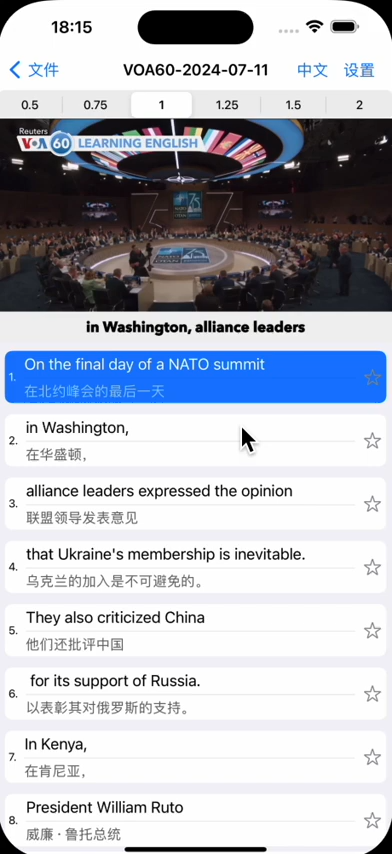 18:15
文件
VOA60-2024-07-11
中文 设置
0.5 0.75 1 1.25 1.5 2
Reuters
VOA 60 LEARNING ENGLISH
75
in Washington, alliance leaders
1. On the final day of a NATO summit
在北约峰会的最后一天
2. in Washington,
在华盛顿，
3. alliance leaders expressed the opinion
联盟领导发表意见
4. that Ukraine's membership is inevitable.
乌克兰的加入是不可避免的。
5. They also criticized China
他们还批评中国
6. for its support of Russia.
以表彰其对俄罗斯的支持。
7. In Kenya,
在肯尼亚，
8. President William Ruto
威廉·鲁托总统